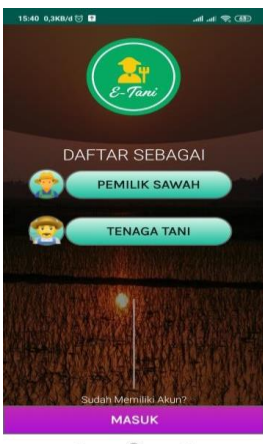 15:40 0,3KB/d
E-Tani
DAFTAR SEBAGAI
PEMILIK SAWAH
TENAGA TANI
Sudah Memiliki Akun?
MASUK